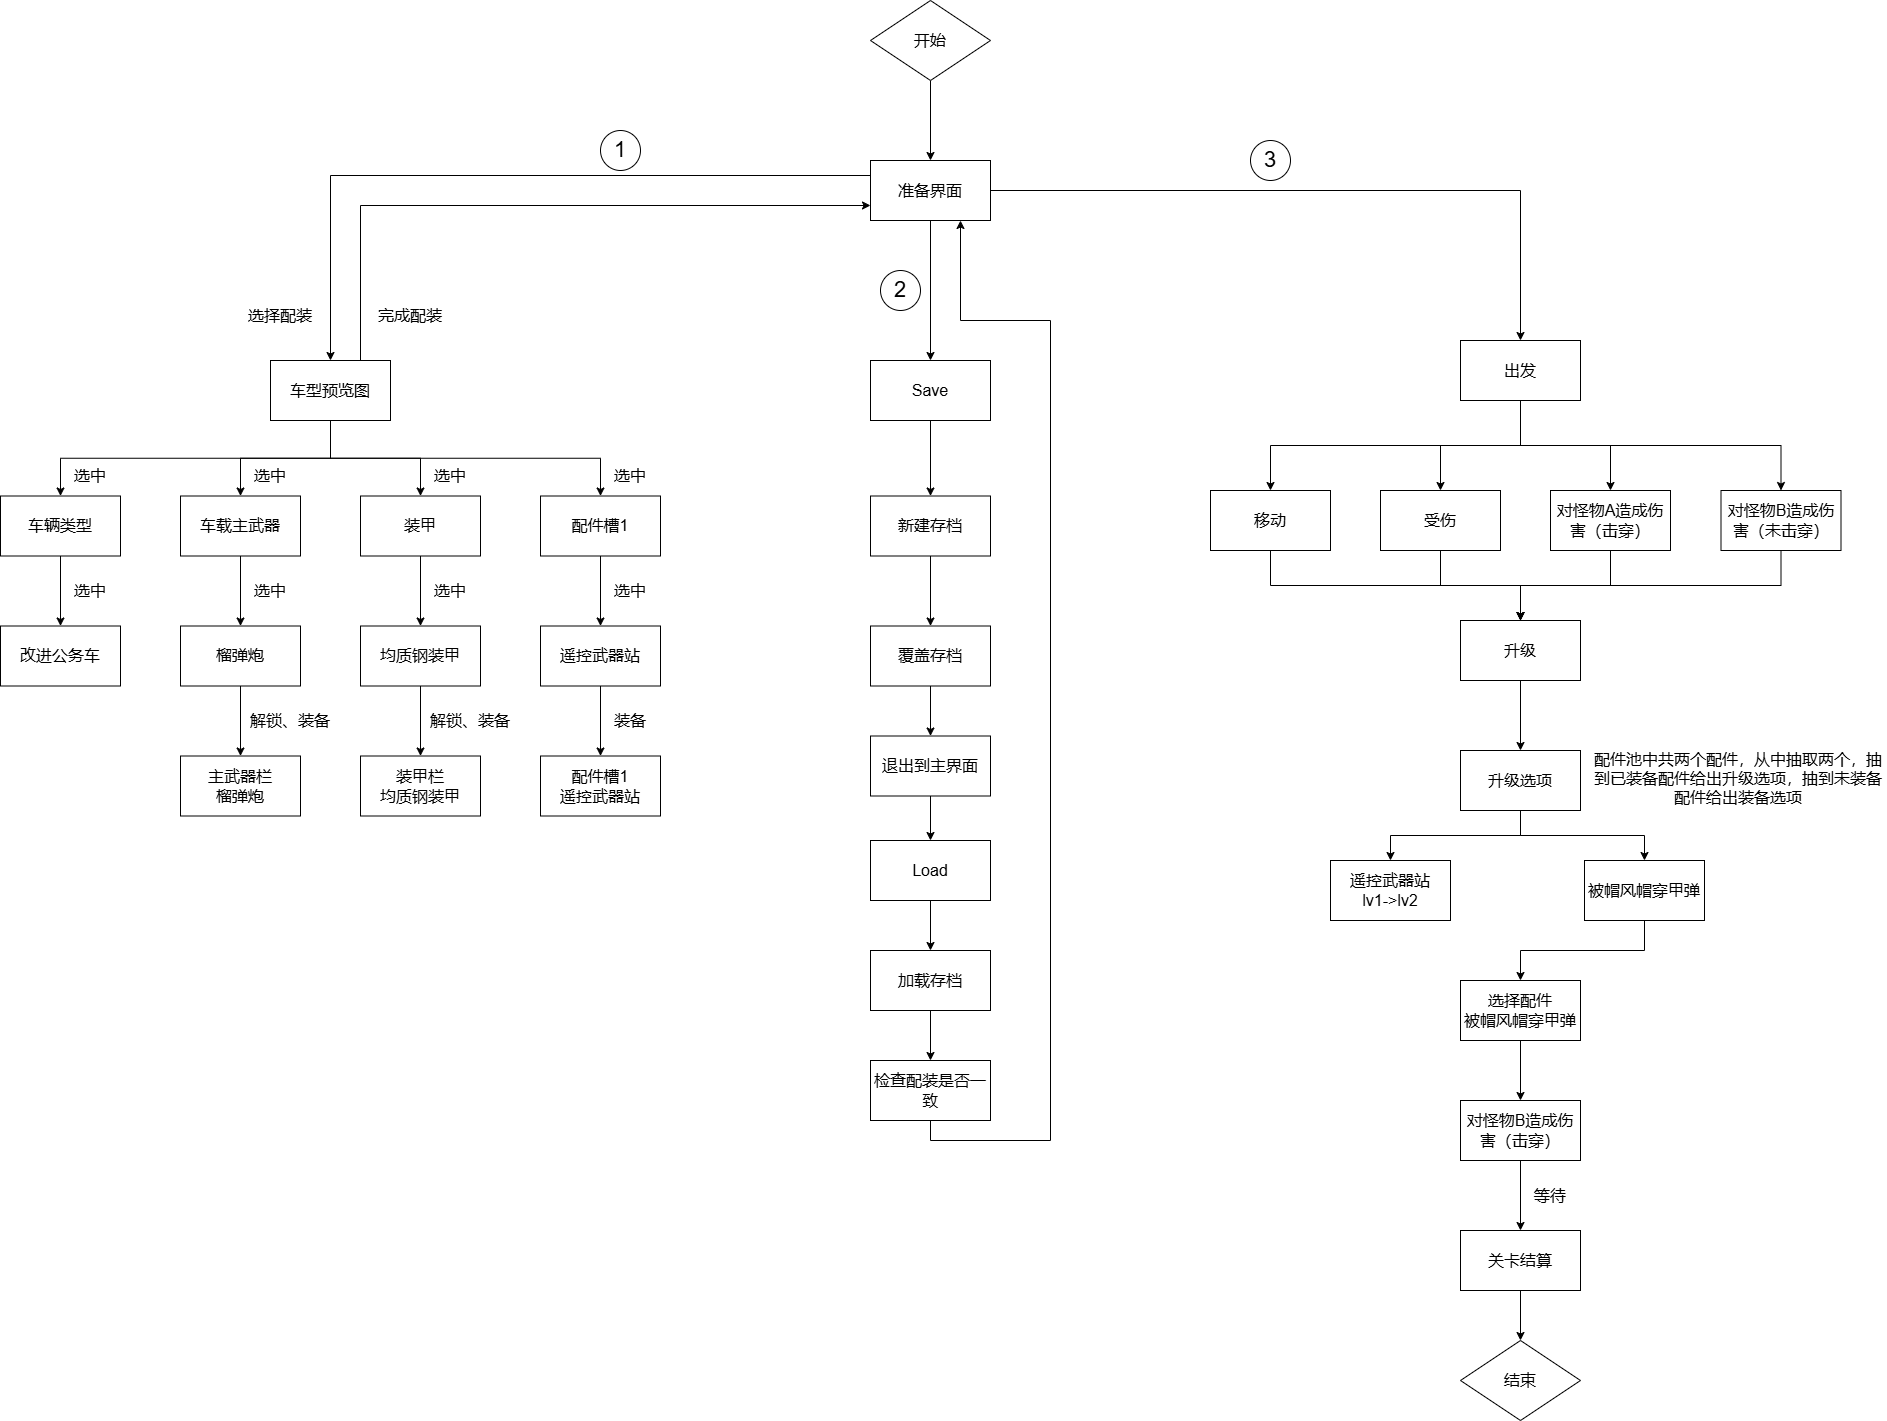 开始
1
3
准备界面
2
选择配装
完成配装
车型预览图
Save
出发
选中
选中
选中
选中
车辆类型
车载主武器
装甲
配件槽1
新建存档
移动
受伤
对怪物A造成伤
害（击穿）
对怪物B造成伤
害（未击穿）
选中
选中
选中
选中
改进公务车
榴弹炮
均质钢装甲
遥控武器站
覆盖存档
升级
解锁、装备
解锁、装备
装备
主武器栏
榴弹炮
装甲栏
均质钢装甲
配件槽1
遥控武器站
退出到主界面
升级选项
配件池中共两个配件，从中抽取两个，抽
到已装备配件给出升级选项，抽到未装备
配件给出装备选项
Load
遥控武器站
lv1->lv2
被帽风帽穿甲弹
加载存档
选择配件
被帽风帽穿甲弹
检查配装是否一
致
对怪物B造成伤
害（击穿）
等待
关卡结算
结束